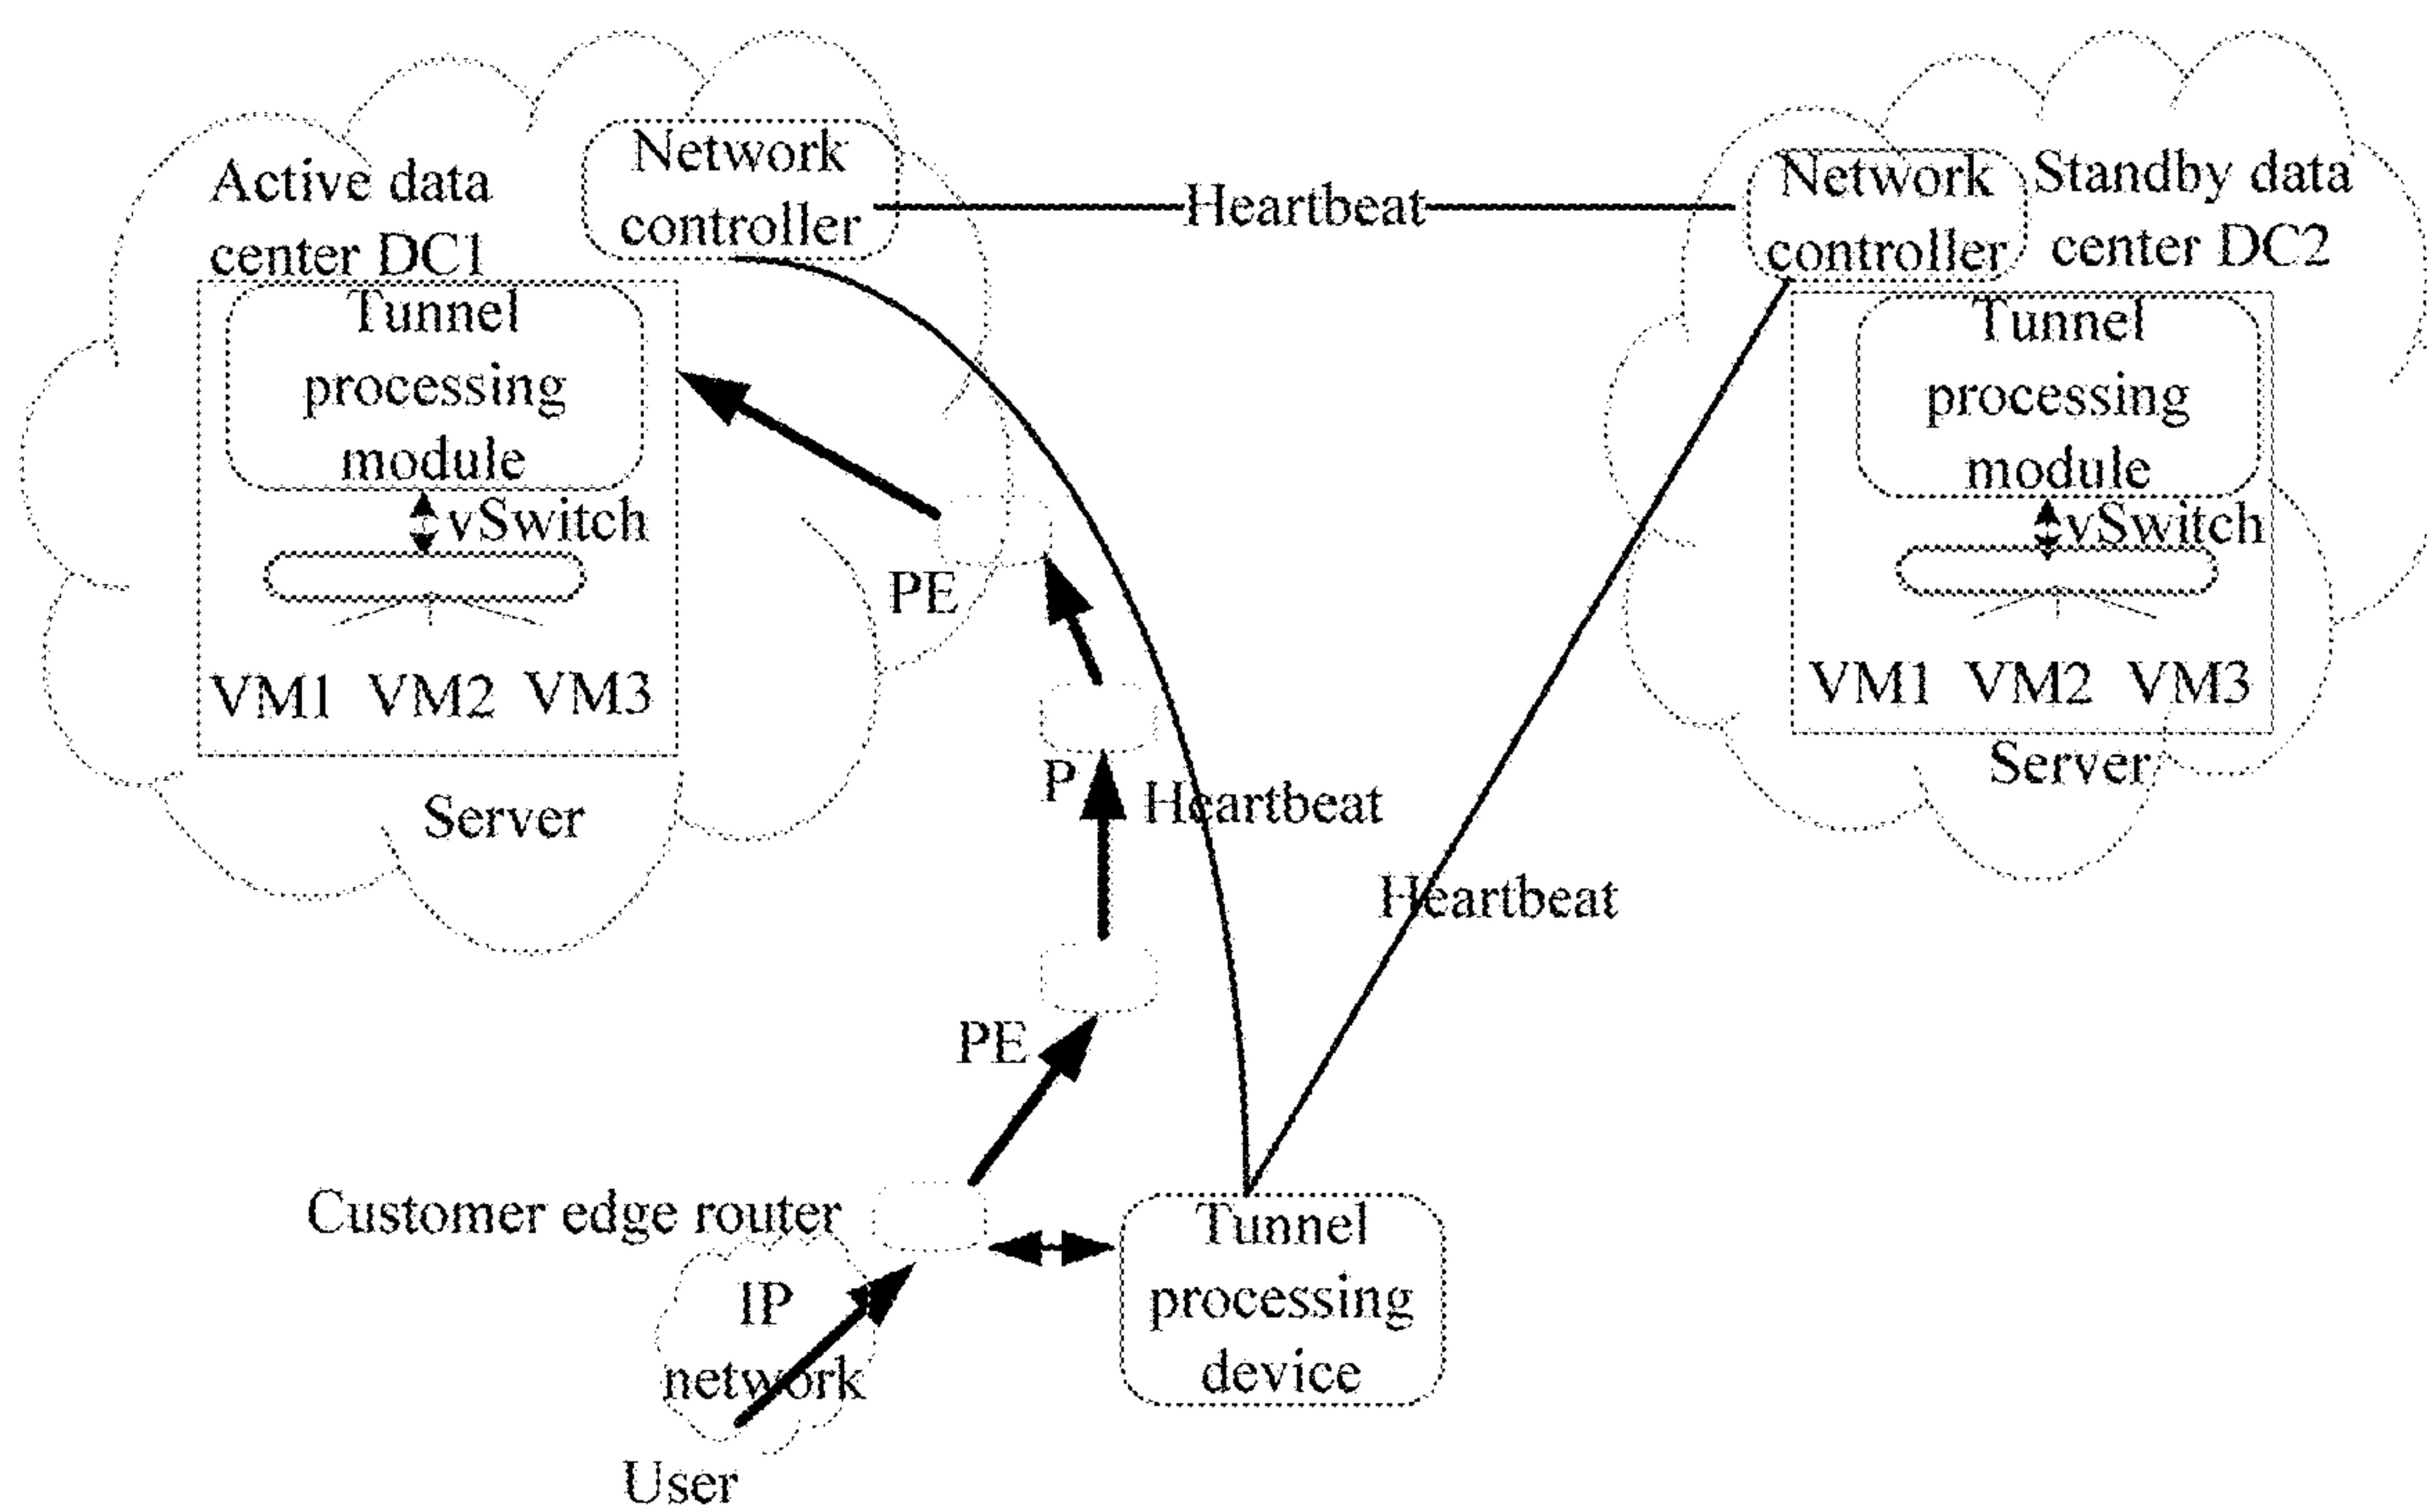 Active data
center DC1
Network
controller
Heartbeat
Network
controller
Standby data
center DC2
Tunnel
processing
module
vSwitch
VM1 VM2 VM3
Server
Tunnel
processing
module
vSwitch
VM1 VM2 VM3
Server
PE
P
Heartbeat
Heartbeat
PE
Customer edge router
IP
network
User
Tunnel
processing
device